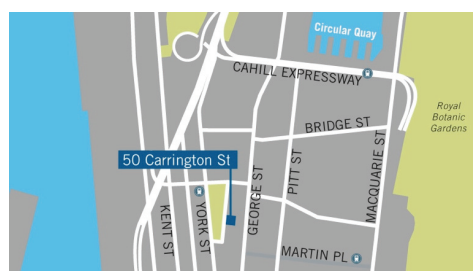 Circular Quay
CAHILL EXPRESSWAY
Royal
Botanic
Gardens
BRIDGE ST
50 Carrington St
KENT ST
YORK ST
GEORGE ST
PITT ST
MACQUARIE ST
MARTIN PL